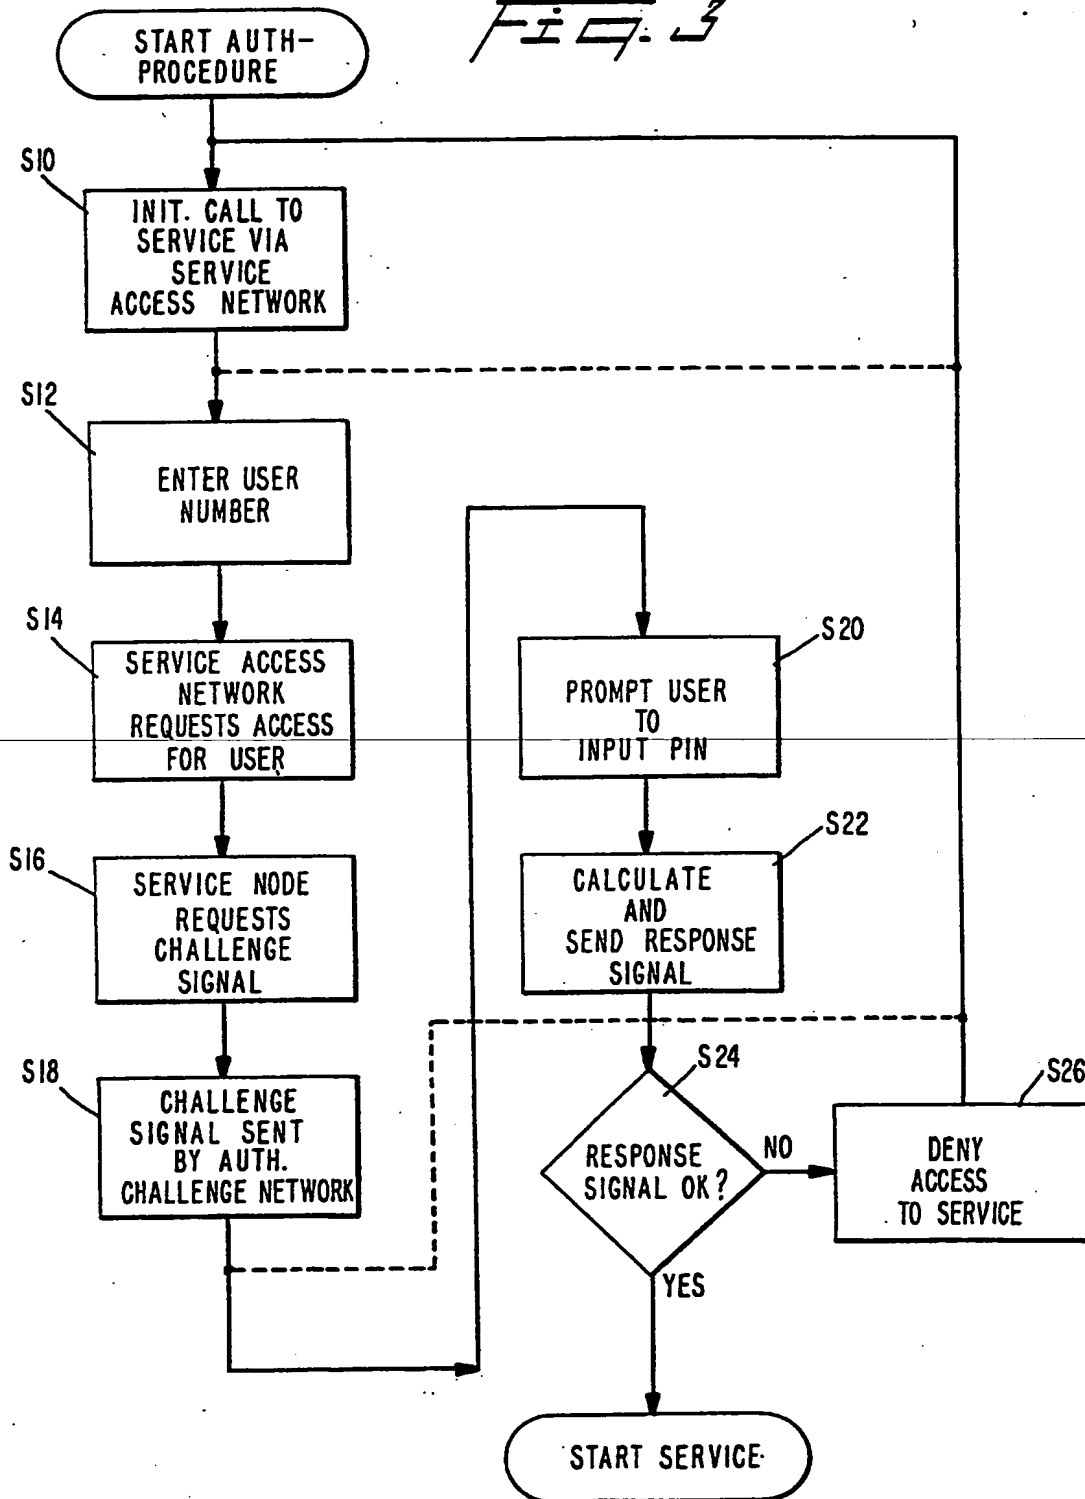 Fig. 3
START AUTH-
PROCEDURE
S10
INIT. CALL TO
SERVICE VIA
SERVICE
ACCESS NETWORK
S12
ENTER USER
NUMBER
S14
SERVICE ACCESS
NETWORK
REQUESTS ACCESS
FOR USER
S16
SERVICE NODE
REQUESTS
CHALLENGE
SIGNAL
S18
CHALLENGE
SIGNAL SENT
BY AUTH.
CHALLENGE NETWORK
S20
PROMPT USER
TO
INPUT PIN
S22
CALCULATE
AND
SEND RESPONSE
SIGNAL
S24
RESPONSE
SIGNAL OK?
NO
S26
DENY
ACCESS
TO SERVICE
YES
START SERVICE